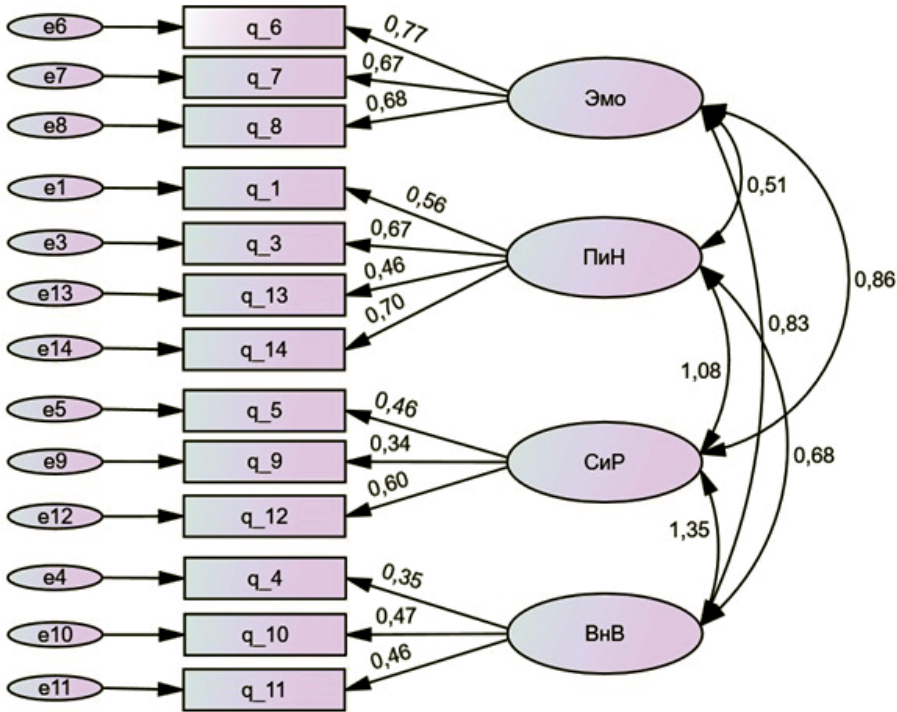 e6 q_6 0,77
e7 q_7 0,67
e8 q_8 0,68
Эмо
e1 q_1 0,56
e3 q_3 0,67
e13 q_13 0,46
e14 q_14 0,70
ПиН
e5 q_5 0,46
e9 q_9 0,34
e12 q_12 0,60
СиР
e4 q_4 0,35
e10 q_10 0,47
e11 q_11 0,46
ВнВ
0,51
0,86
0,83
1,08
0,68
1,35